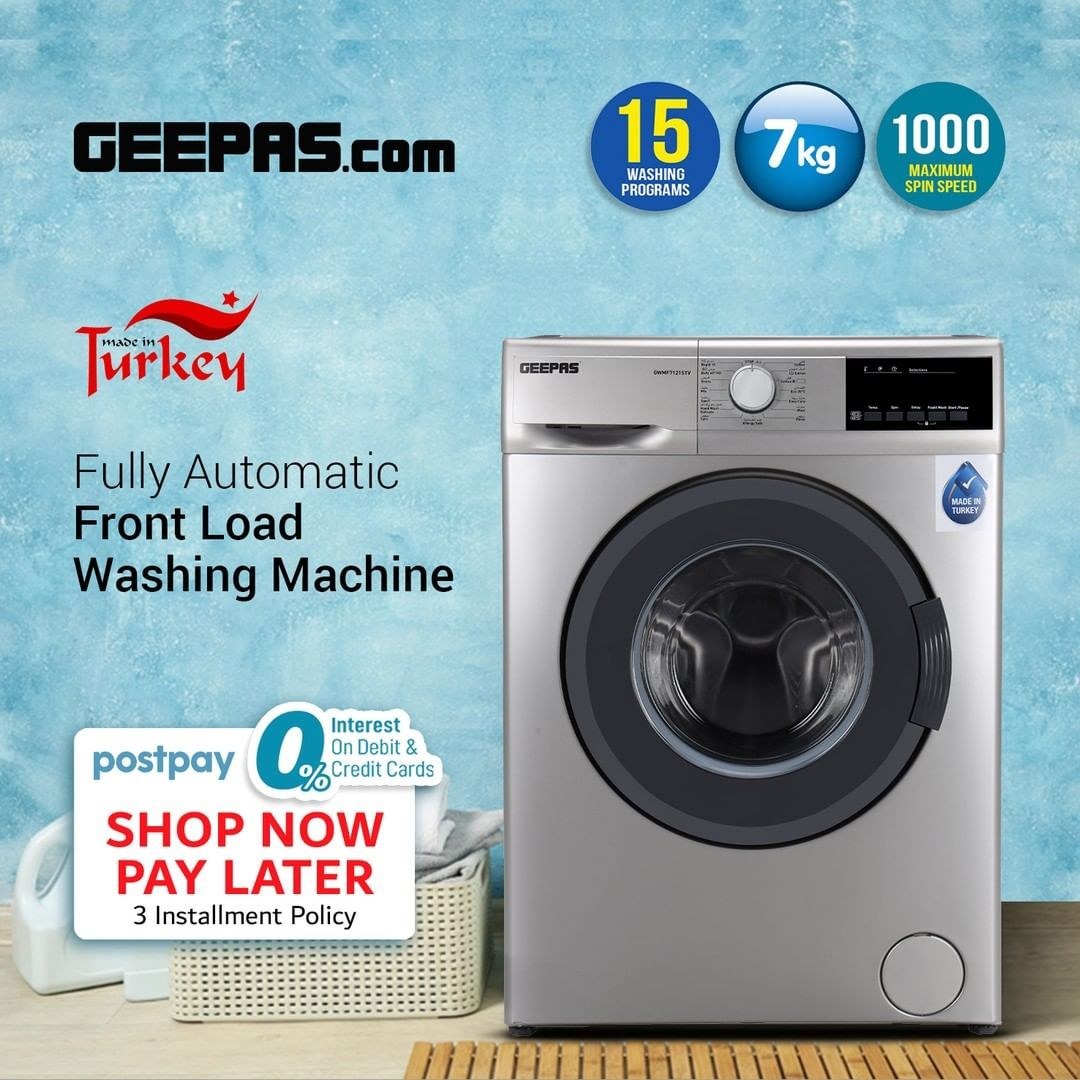 GEEPAS.com
15
WASHING
PROGRAMS
7kg
1000
MAXIMUM
SPIN SPEED
made in
Turkey
Fully Automatic
Front Load
Washing Machine
postpay
0%
Interest
On Debit &
Credit Cards
SHOP NOW
PAY LATER
3 Installment Policy
GEEPAS
GWMF71215TV
MADE IN
TURKEY